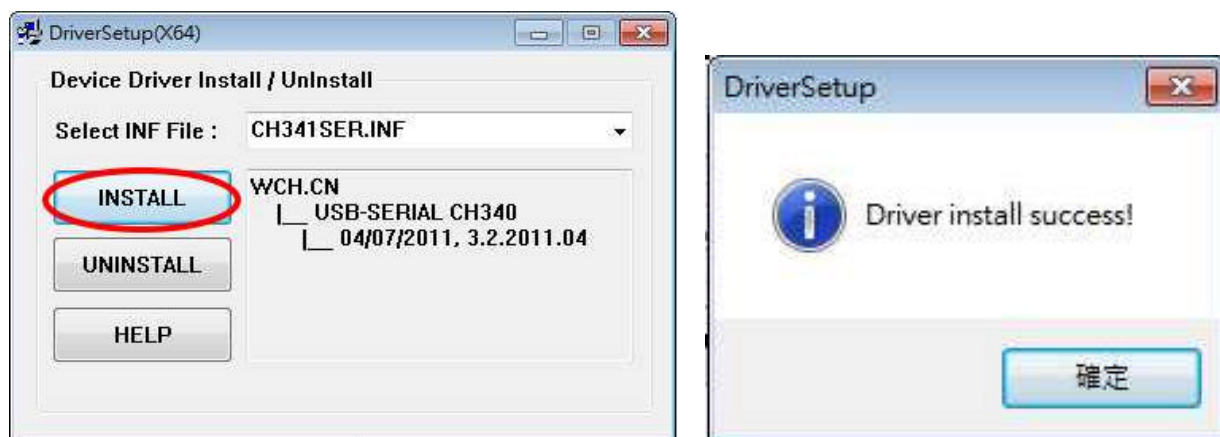 DriverSetup(X64)
Device Driver Install / UnInstall
Select INF File :
CH341SER.INF
INSTALL
UNINSTALL
HELP
WCH.CN
|__ USB-SERIAL CH340
|__ 04/07/2011, 3.2.2011.04
DriverSetup
Driver install success!
確定